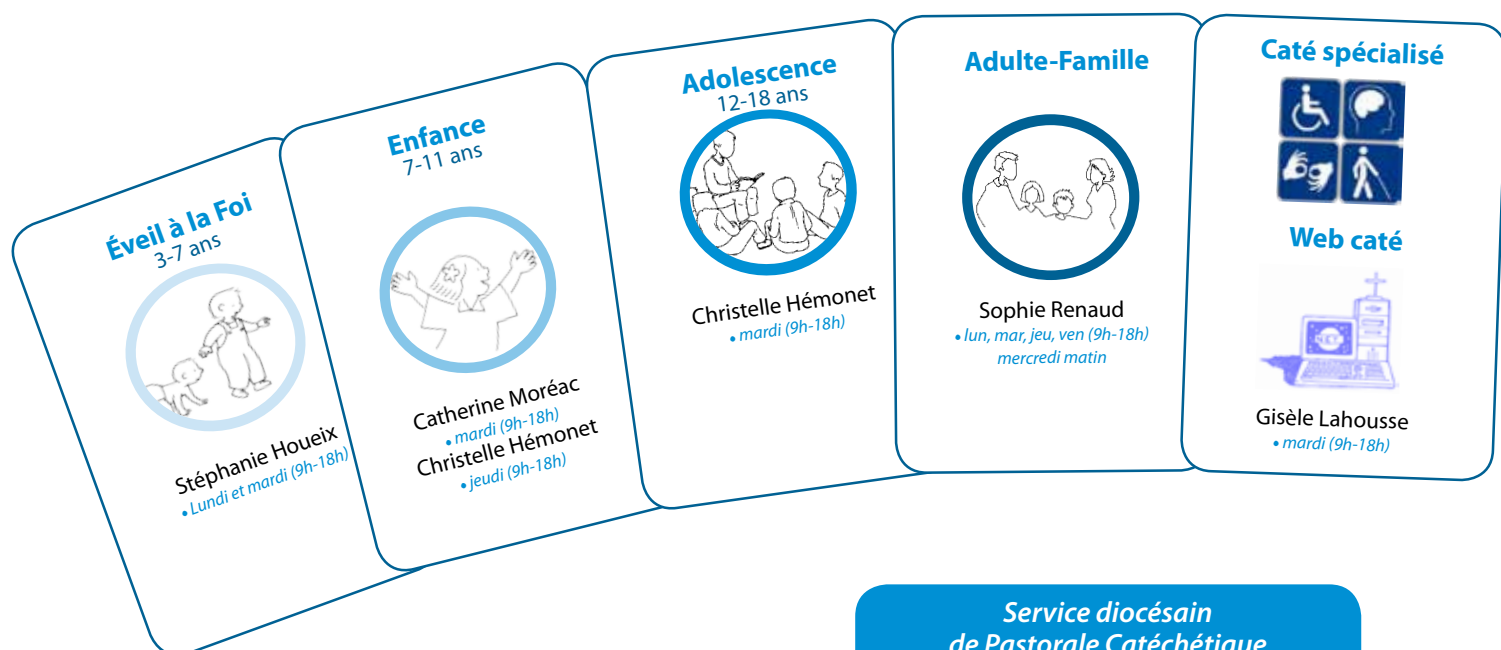 Éveil à la Foi
3-7 ans
Stéphanie Houeix
• Lundi et mardi (9h-18h)
Enfance
7-11 ans
Catherine Moréac
• mardi (9h-18h)
Christelle Hémonet
• jeudi (9h-18h)
Adolescence
12-18 ans
Christelle Hémonet
• mardi (9h-18h)
Adulte-Famille
Sophie Renaud
• lun, mar, jeu, ven (9h-18h)
mercredi matin
Caté spécialisé
Web caté
Gisèle Lahousse
• mardi (9h-18h)
Service diocésain
de Pastorale Catéchétique